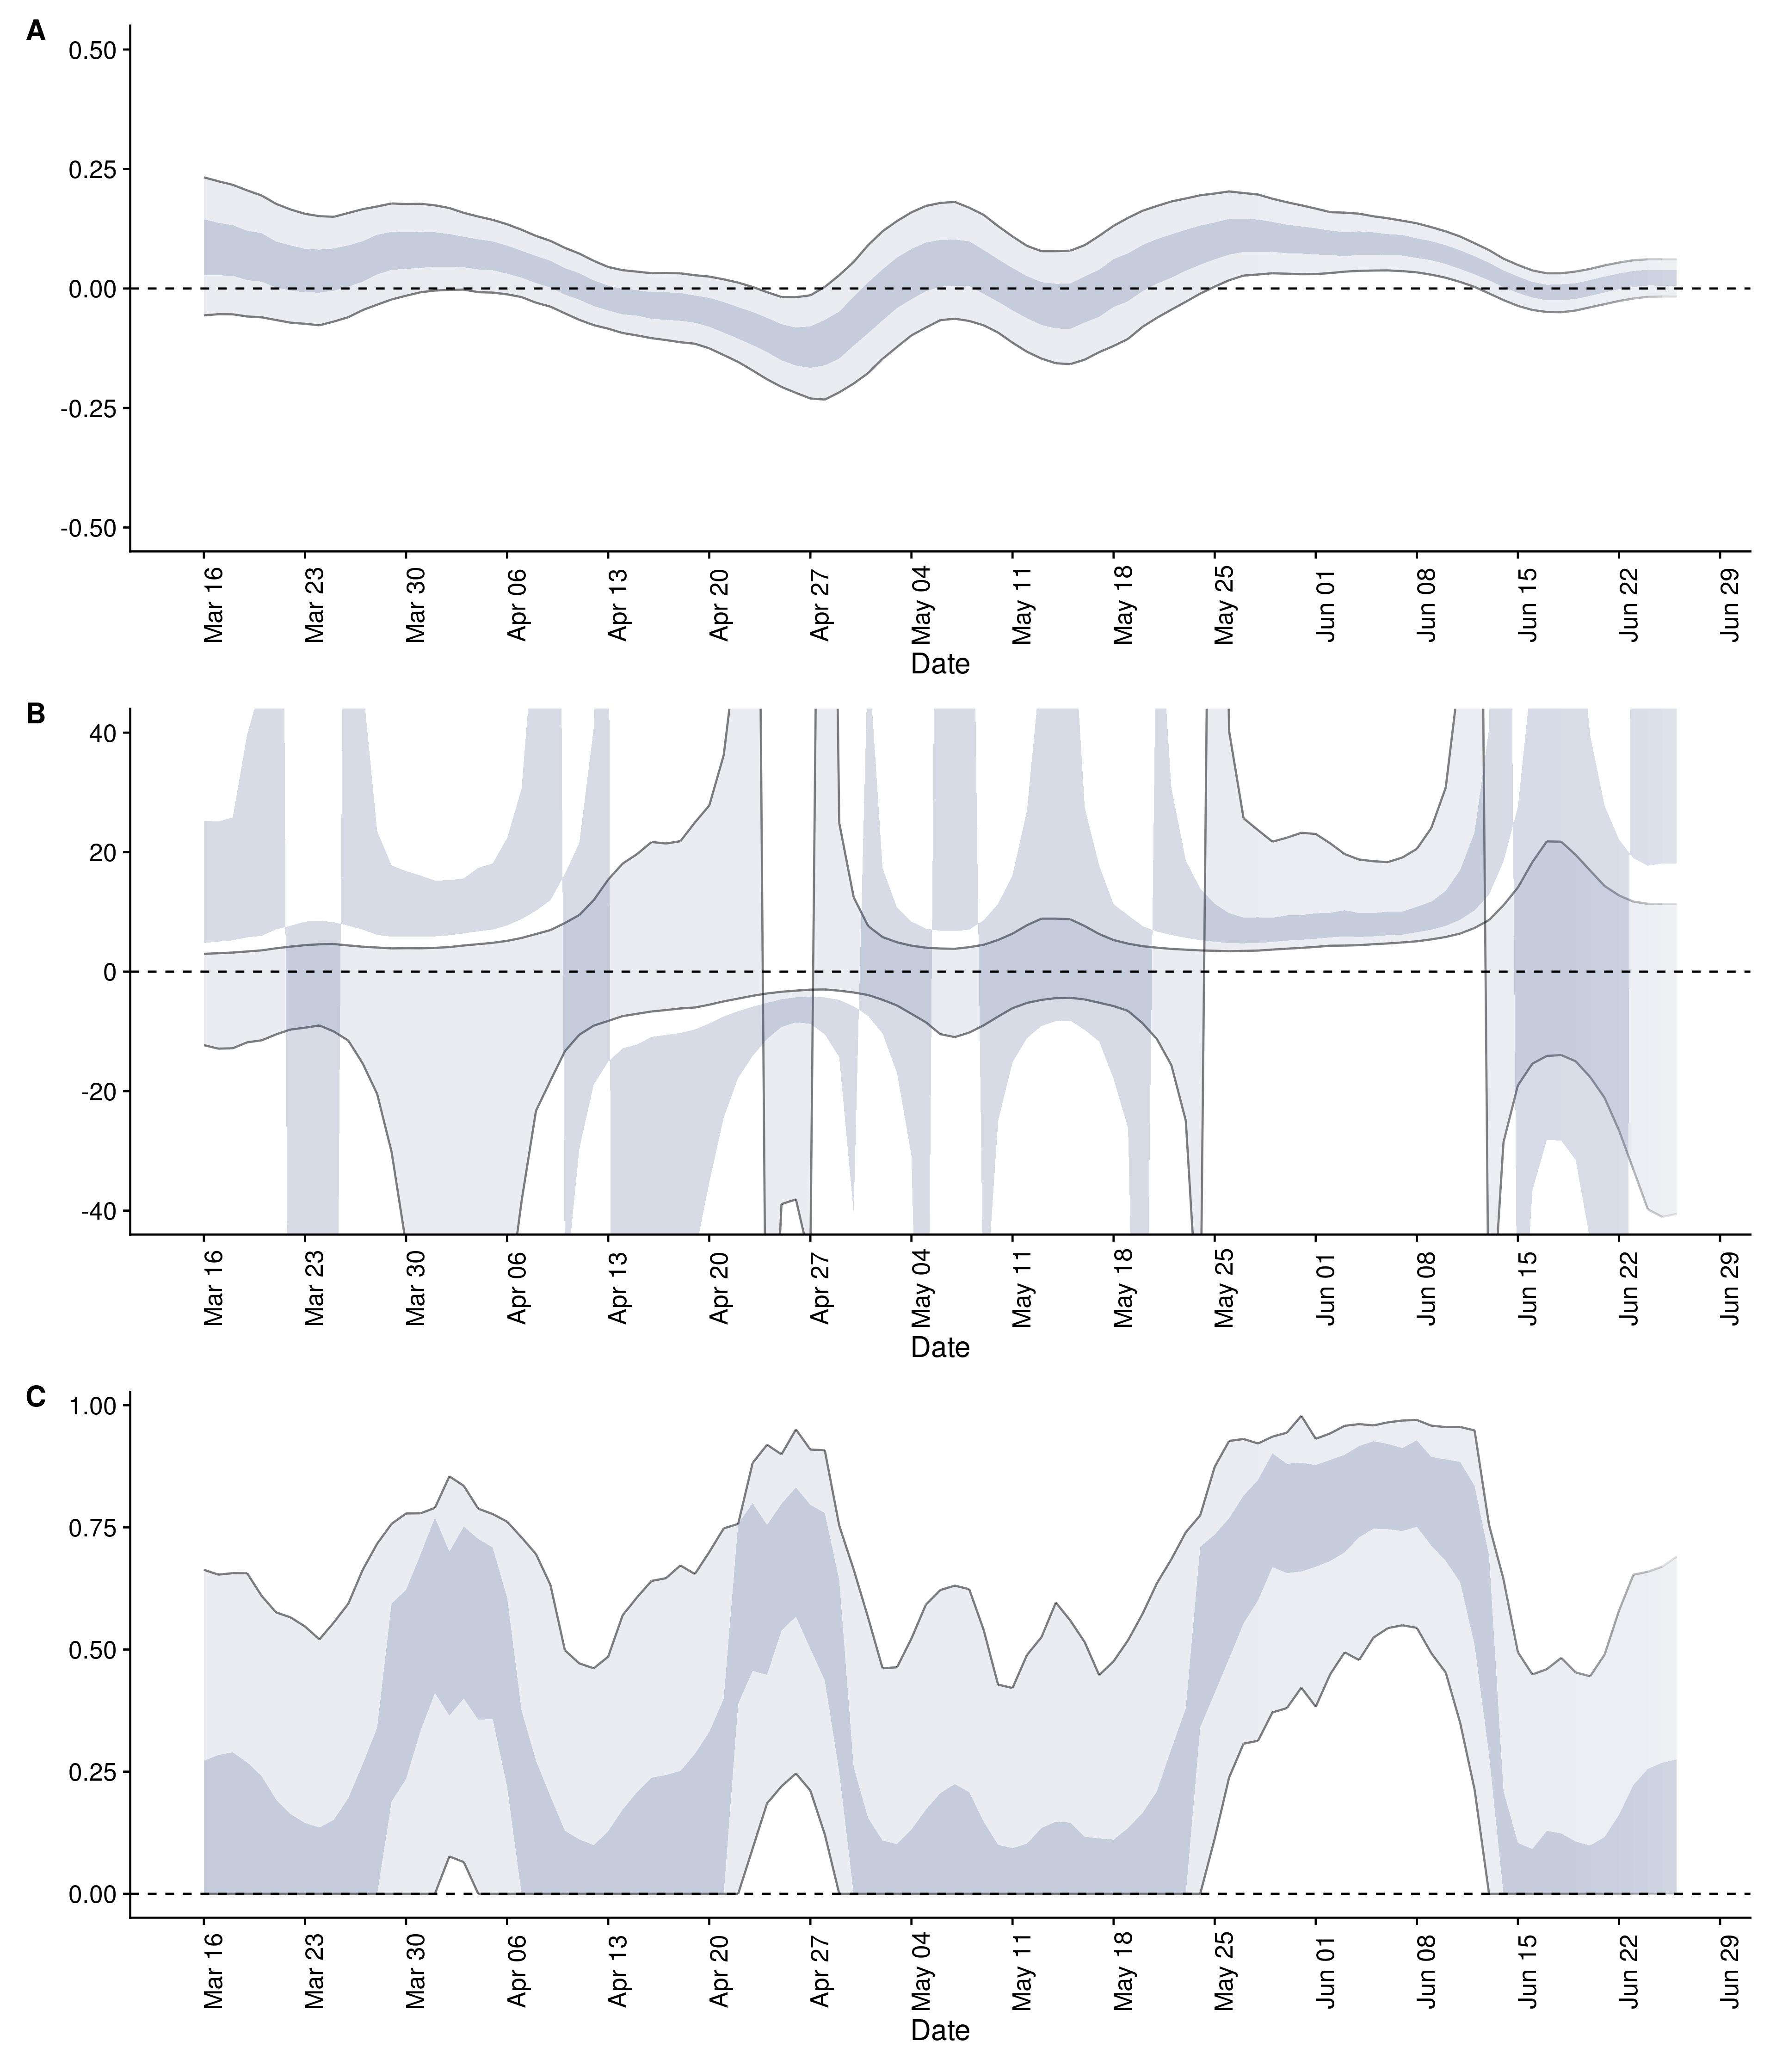 A
0.50
0.25
0.00
-0.25
-0.50
Mar 16
Mar 23
Mar 30
Apr 06
Apr 13
Apr 20
Apr 27
May 04
May 11
May 18
May 25
Jun 01
Jun 08
Jun 15
Jun 22
Jun 29
Date
B
40
20
0
-20
-40
Mar 16
Mar 23
Mar 30
Apr 06
Apr 13
Apr 20
Apr 27
May 04
May 11
May 18
May 25
Jun 01
Jun 08
Jun 15
Jun 22
Jun 29
Date
C
1.00
0.75
0.50
0.25
0.00
Mar 16
Mar 23
Mar 30
Apr 06
Apr 13
Apr 20
Apr 27
May 04
May 11
May 18
May 25
Jun 01
Jun 08
Jun 15
Jun 22
Jun 29
Date